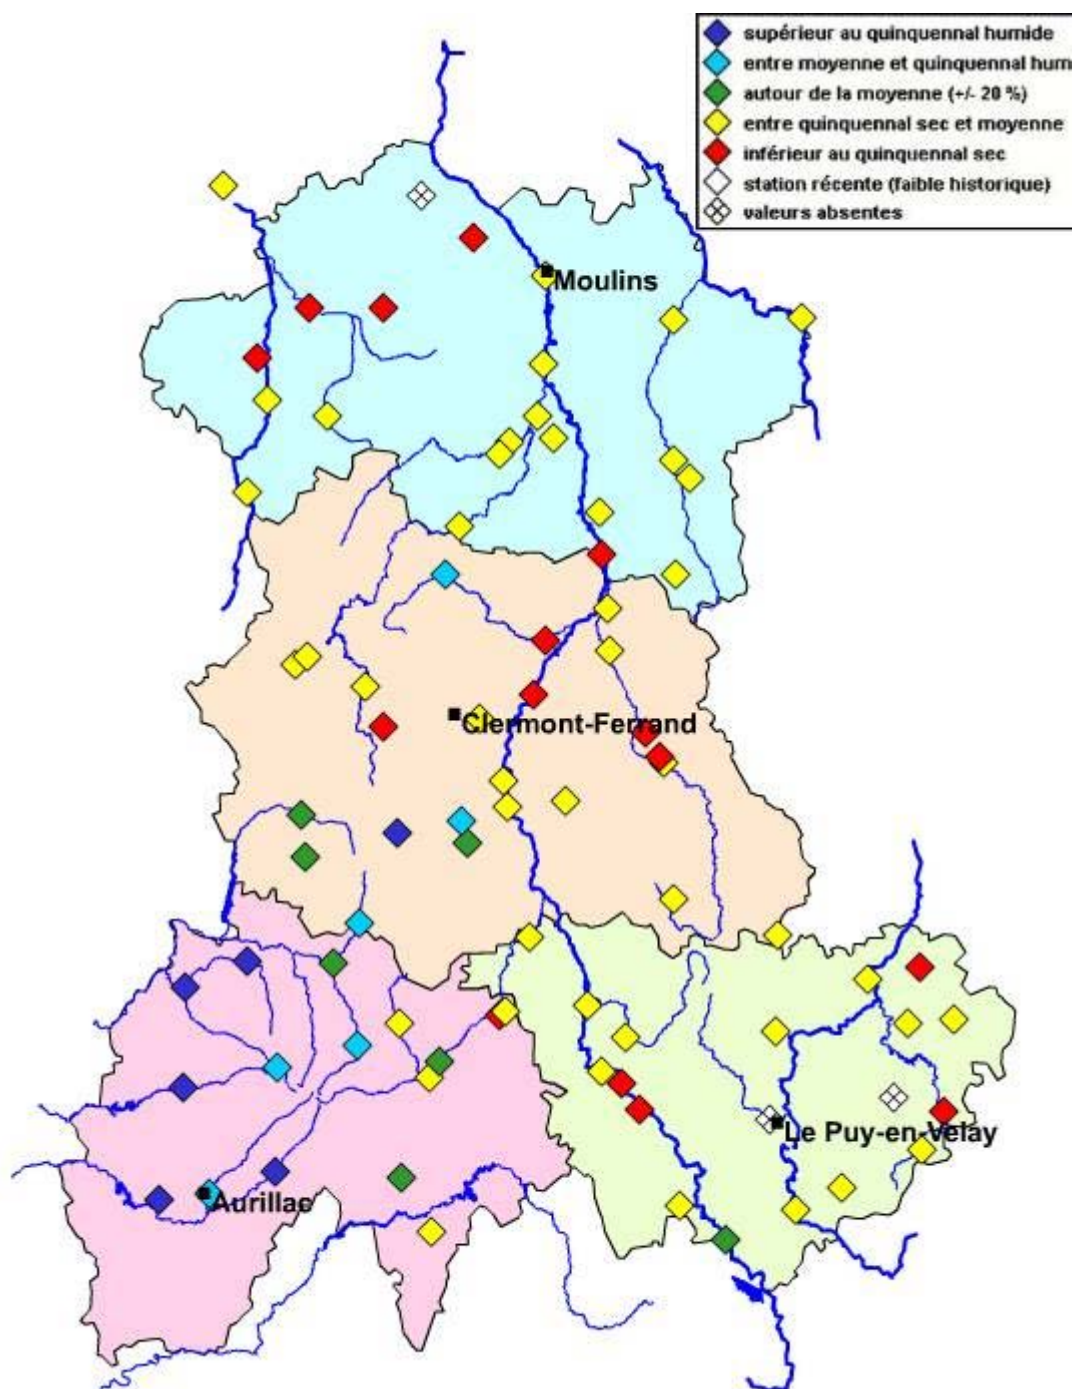 supérieur au quinquennal humide
entre moyenne et quinquennal hum
autour de la moyenne (+/- 20 %)
entre quinquennal sec et moyenne
inférieur au quinquennal sec
station récente (faible historique)
valeurs absentes
Moulins
Clermont-Ferrand
Le Puy-en-Velay
Aurillac